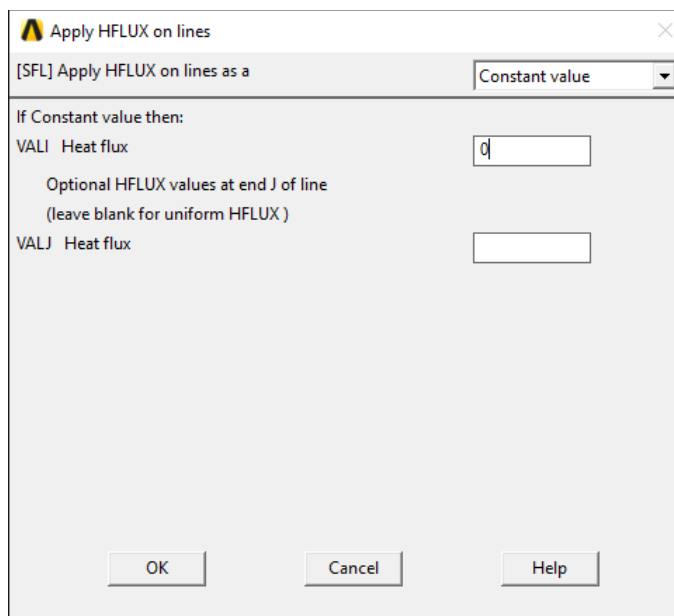 Apply HFLUX on lines
[SFL] Apply HFLUX on lines as a Constant value
If Constant value then:
VALI Heat flux 0
Optional HFLUX values at end J of line
(leave blank for uniform HFLUX )
VALJ Heat flux
OK Cancel Help